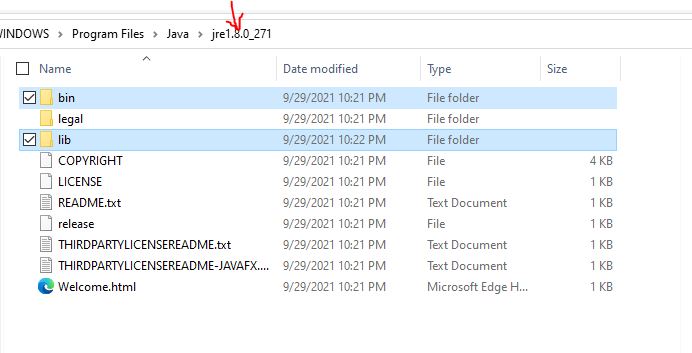 WINDOWS > Program Files > Java > jre1.8.0_271
Name Date modified Type Size
bin 9/29/2021 10:21 PM File folder
legal 9/29/2021 10:21 PM File folder
lib 9/29/2021 10:22 PM File folder
COPYRIGHT 9/29/2021 10:21 PM File 4 KB
LICENSE 9/29/2021 10:21 PM File 1 KB
README.txt 9/29/2021 10:21 PM Text Document 1 KB
release 9/29/2021 10:21 PM File 1 KB
THIRDPARTYLICENSEREADME.txt 9/29/2021 10:21 PM Text Document 1 KB
THIRDPARTYLICENSEREADME-JAVAFX.... 9/29/2021 10:21 PM Text Document 1 KB
Welcome.html 9/29/2021 10:21 PM Microsoft Edge H... 1 KB